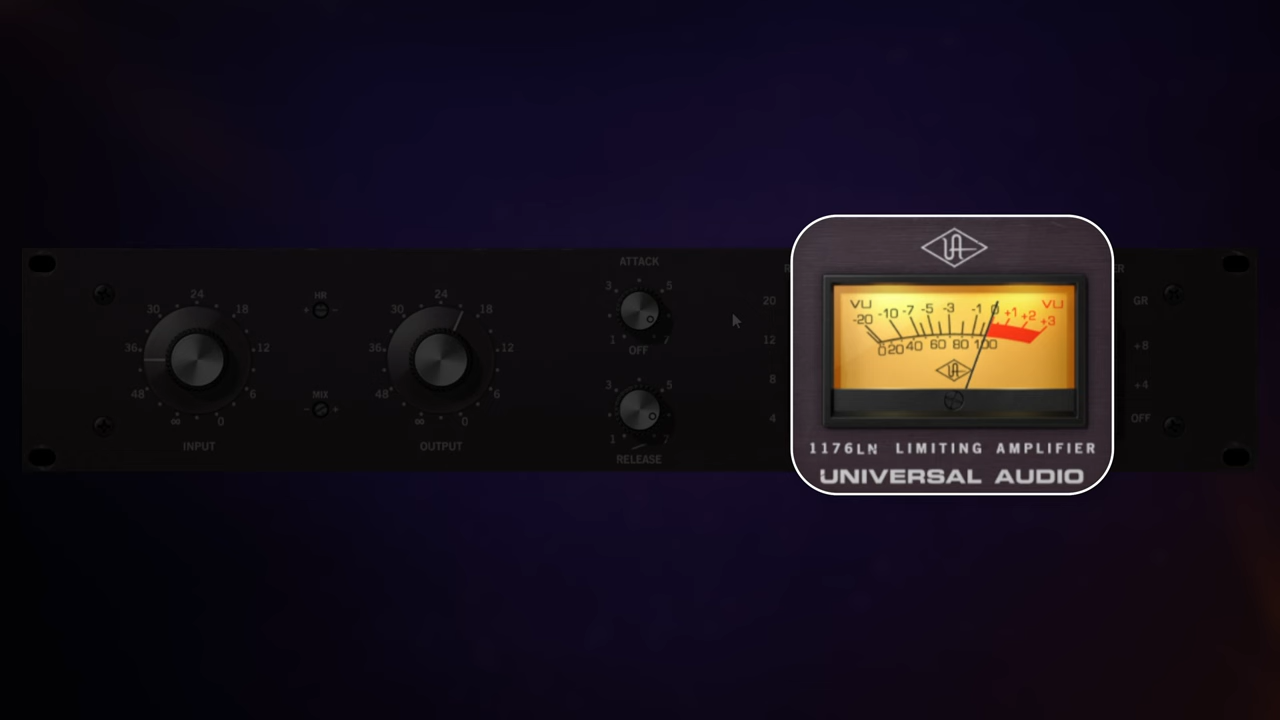 ATTACK
24
30
18
36
12
48
6
∞
0
INPUT
HR
+
-
MIX
-
+
24
30
18
36
12
48
6
∞
0
OUTPUT
3
5
1
7
OFF
3
5
1
7
RELEASE
R
20
12
8
4
UA
VU
VU
-20 -10 -7 -5 -3 -1 0 +1 +2 +3
0 20 40 60 80 100
UA
1176LN LIMITING AMPLIFIER
UNIVERSAL AUDIO
ER
GR
+8
+4
OFF